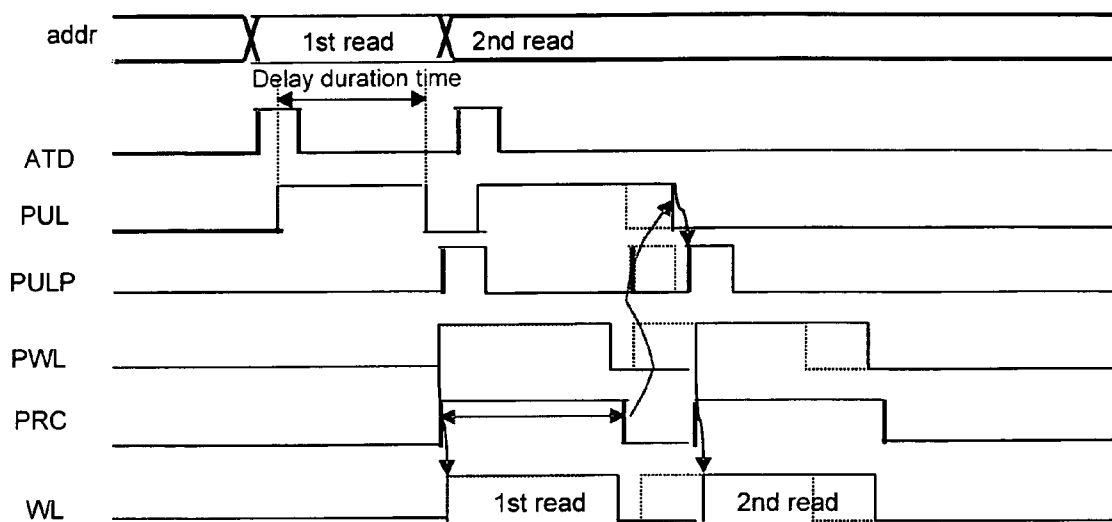 addr
1st read
2nd read
Delay duration time
ATD
PUL
PULP
PWL
PRC
WL
1st read
2nd read